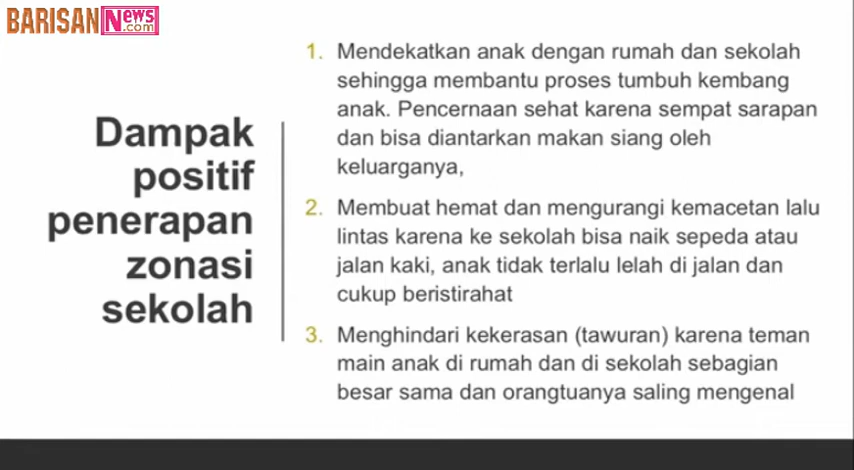 BARISAN News .com
Dampak
positif
penerapan
zonasi
sekolah
1. Mendekatkan anak dengan rumah dan sekolah
sehingga membantu proses tumbuh kembang
anak. Pencernaan sehat karena sempat sarapan
dan bisa diantarkan makan siang oleh
keluarganya,
2. Membuat hemat dan mengurangi kemacetan lalu
lintas karena ke sekolah bisa naik sepeda atau
jalan kaki, anak tidak terlalu lelah di jalan dan
cukup beristirahat
3. Menghindari kekerasan (tawuran) karena teman
main anak di rumah dan di sekolah sebagian
besar sama dan orangtuanya saling mengenal